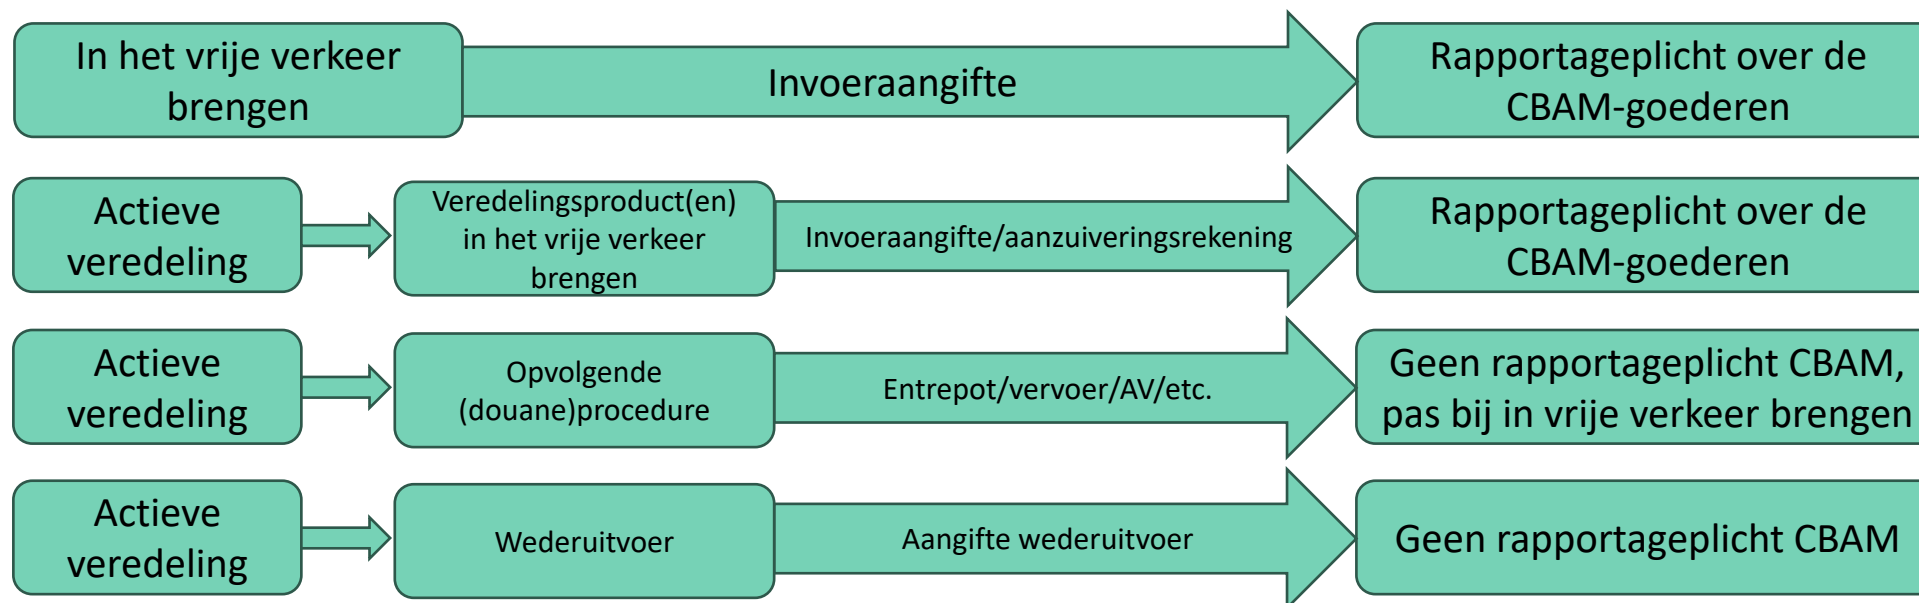 In het vrije verkeer
brengen
Invoeraangifte
Rapportageplicht over de
CBAM-goederen
Actieve
veredeling
Veredelingsproduct(en)
in het vrije verkeer
brengen
Invoeraangifte/aanzuiveringsrekening
Rapportageplicht over de
CBAM-goederen
Actieve
veredeling
Opvolgende
(douane)procedure
Entrepot/vervoer/AV/etc.
Geen rapportageplicht CBAM,
pas bij in vrije verkeer brengen
Actieve
veredeling
Wederuitvoer
Aangifte wederuitvoer
Geen rapportageplicht CBAM